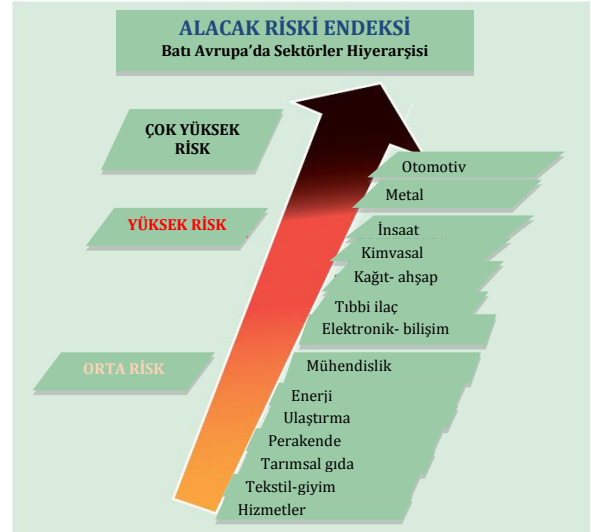 ALACAK RİSKİ ENDEKSİ
Batı Avrupa’da Sektörler Hiyerarşisi
ÇOK YÜKSEK
RİSK
Otomotiv
Metal
YÜKSEK RİSK
İnsaat
Kimvasal
Kağıt- ahşap
Tıbbi ilaç
Elektronik- bilişim
ORTA RİSK
Mühendislik
Enerji
Ulaştırma
Perakende
Tarımsal gıda
Tekstil-giyim
Hizmetler